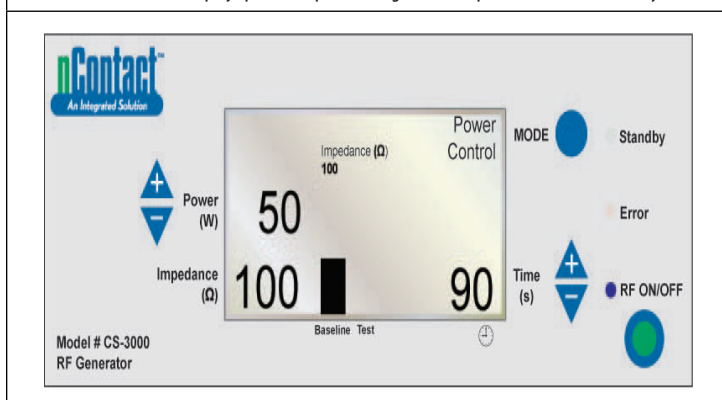 nContact™
An Integrated Solution
Power
Control
MODE
Standby
Impedance (Ω)
100
Power
(W)
50
Error
Impedance
(Ω)
100
90
Time
(s)
RF ON/OFF
Baseline Test
Model # CS-3000
RF Generator